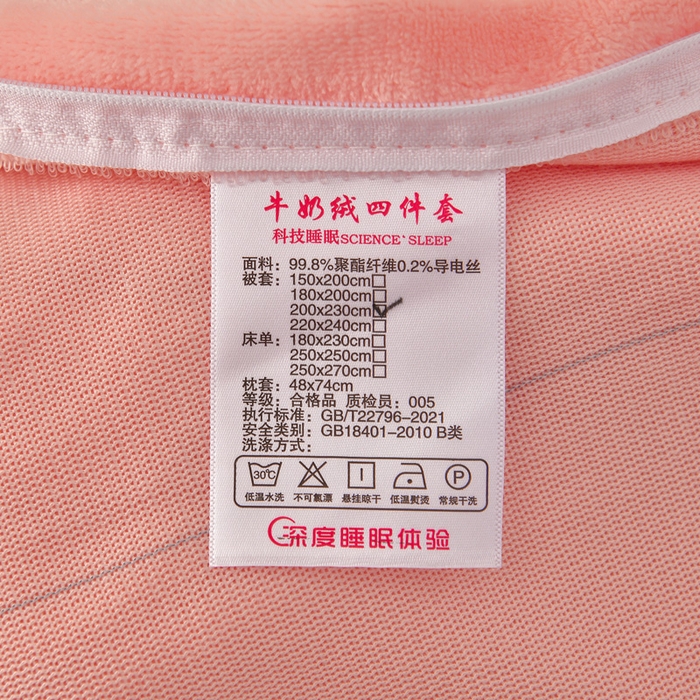 牛奶绒四件套
科技睡眠SCIENCE`SLEEP
面料：99.8%聚酯纤维0.2%导电丝
被套：150x200cm□
180x200cm□
200x230cm☑
220x240cm□
床单：180x230cm□
250x250cm□
250x270cm□
枕套：48x74cm
等级：合格品 质检员：005
执行标准：GB/T22796-2021
安全类别：GB18401-2010 B类
洗涤方式：
30℃ P
低温水洗 不可氯漂 悬挂晾干 低温熨烫 常规干洗
深度睡眠体验